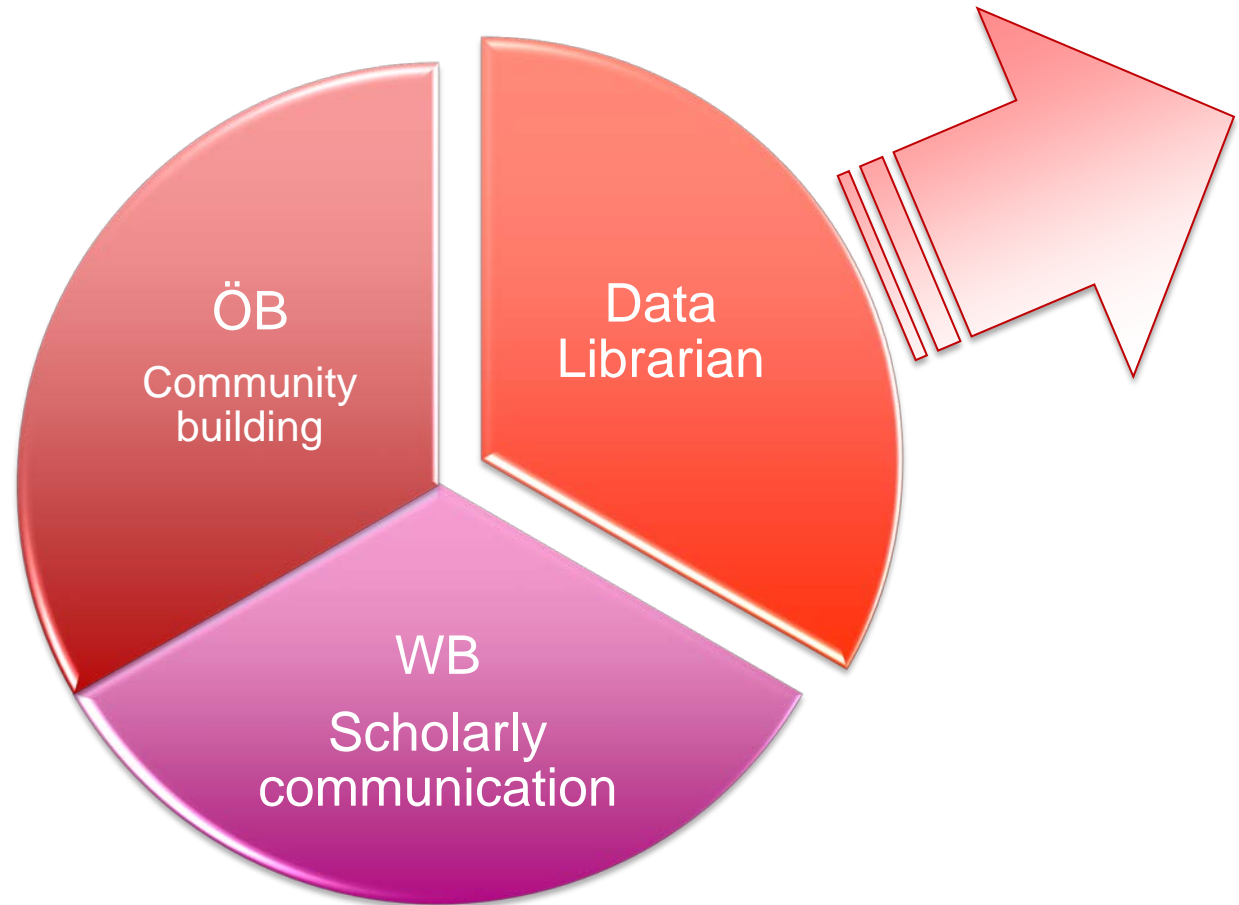 ÖB
Community
building
Data
Librarian
WB
Scholarly
communication